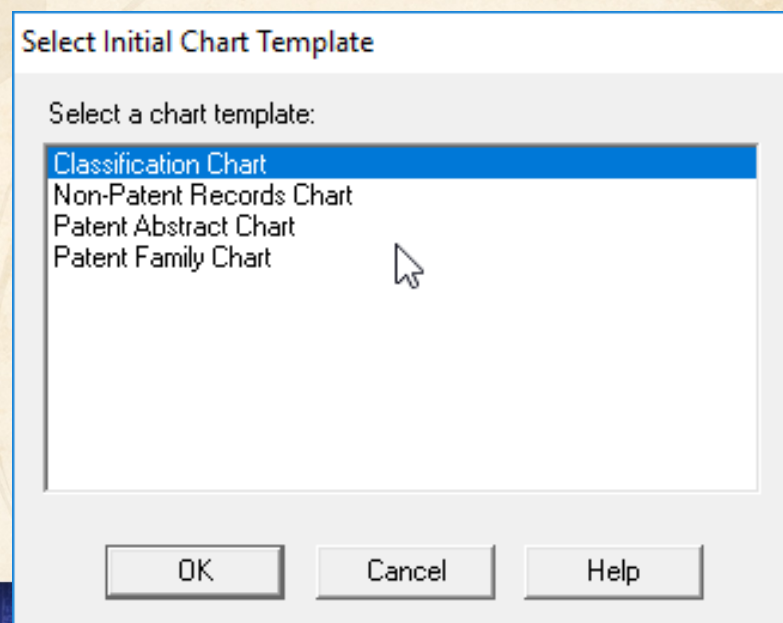 Select Initial Chart Template
Select a chart template:
Classification Chart
Non-Patent Records Chart
Patent Abstract Chart
Patent Family Chart
OK
Cancel
Help